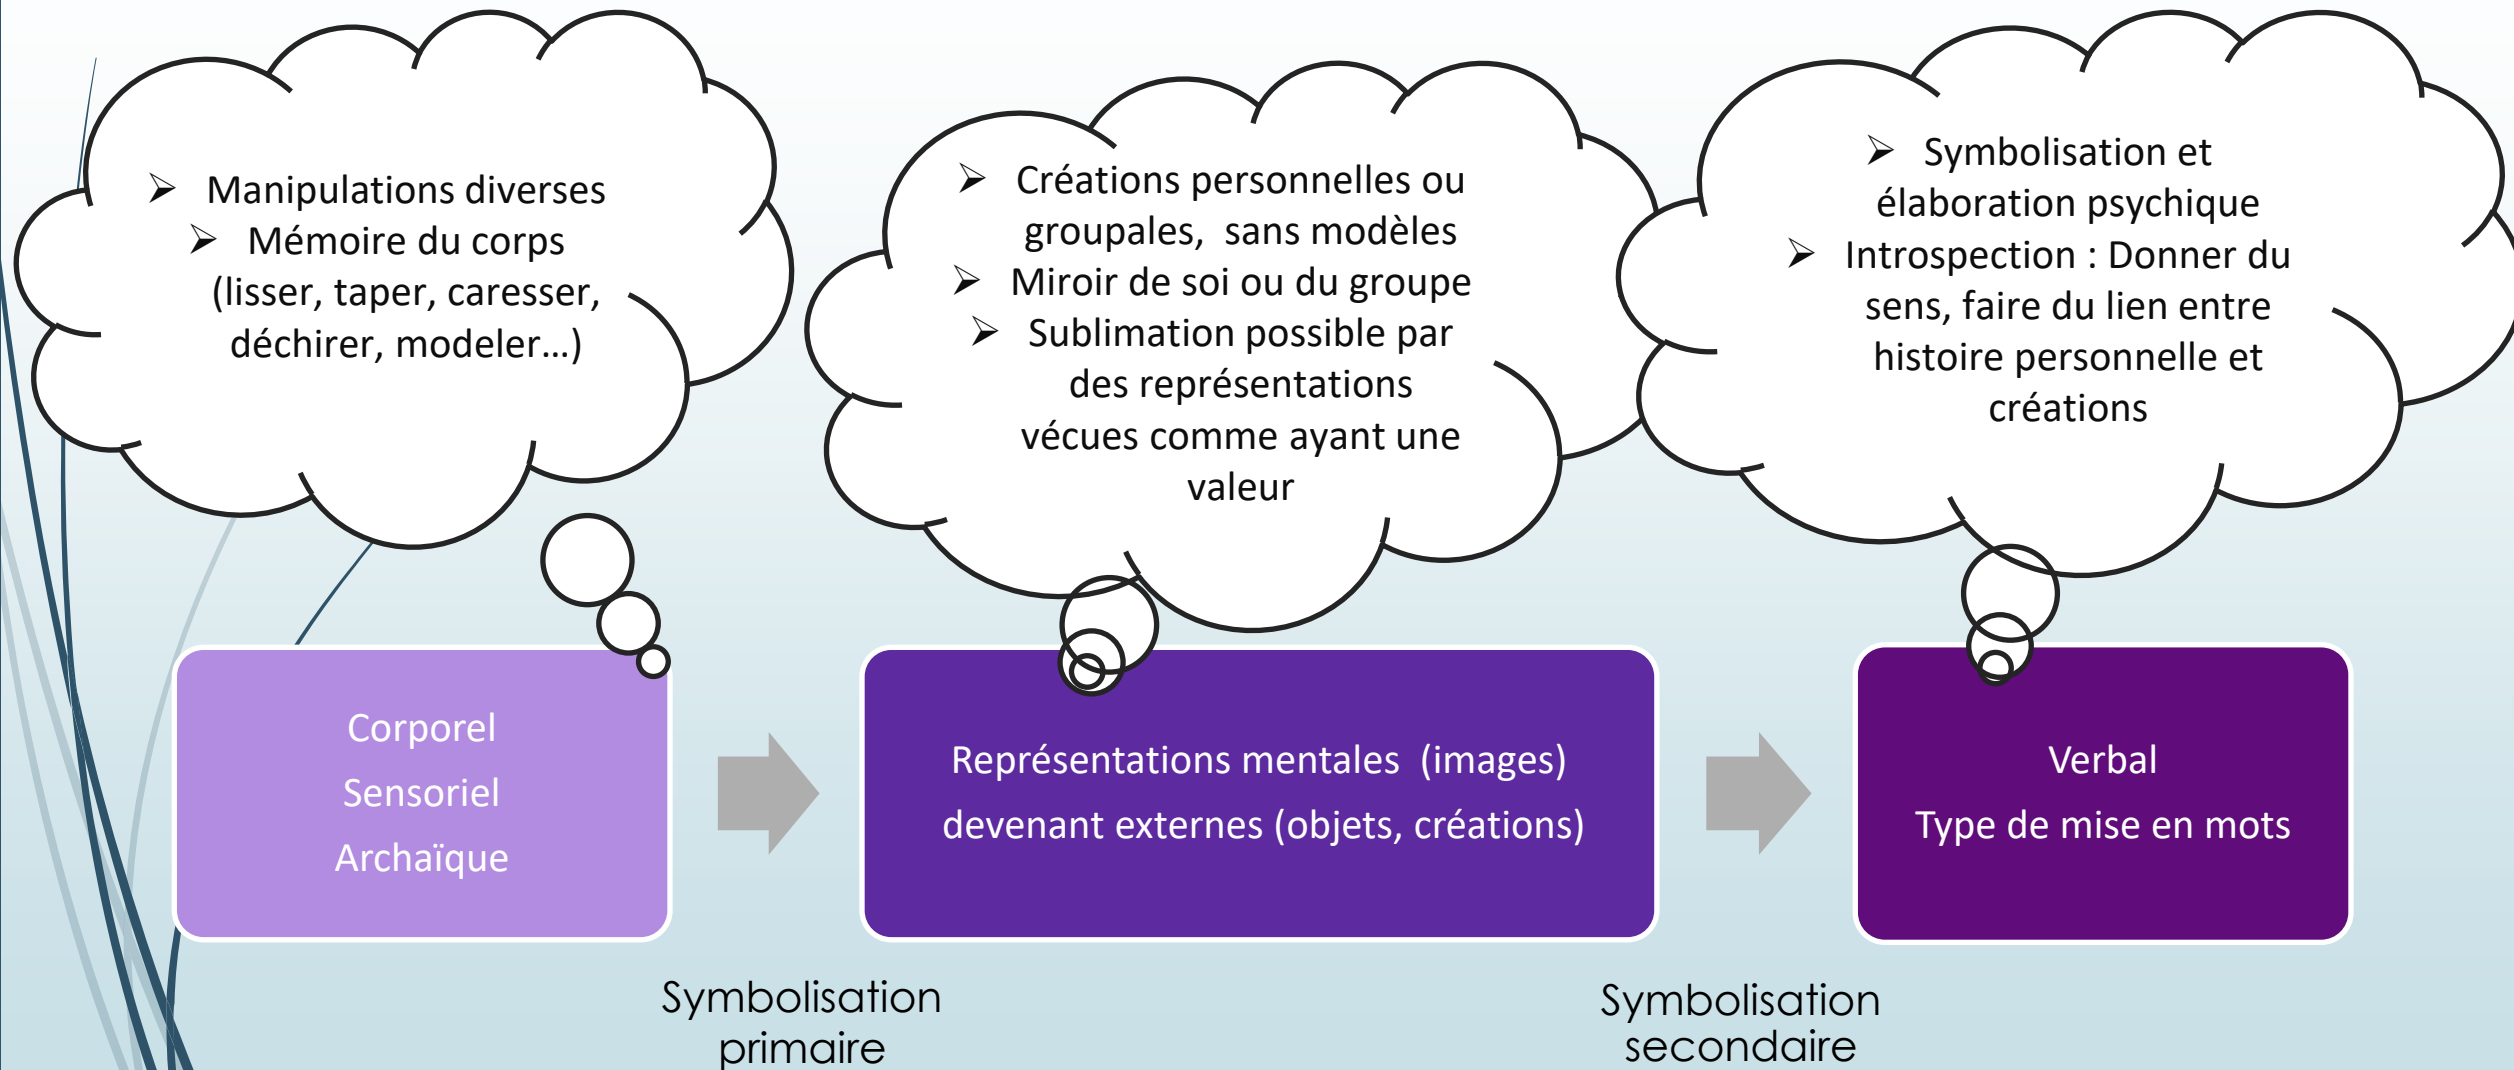 ➢ Manipulations diverses
➢ Mémoire du corps
(lisser, taper, caresser,
déchirer, modeler…)
➢ Créations personnelles ou
groupales, sans modèles
➢ Miroir de soi ou du groupe
➢ Sublimation possible par
des représentations
vécues comme ayant une
valeur
➢ Symbolisation et
élaboration psychique
➢ Introspection : Donner du
sens, faire du lien entre
histoire personnelle et
créations
Corporel
Sensoriel
Archaïque
Représentations mentales (images)
devenant externes (objets, créations)
Verbal
Type de mise en mots
Symbolisation
primaire
Symbolisation
secondaire